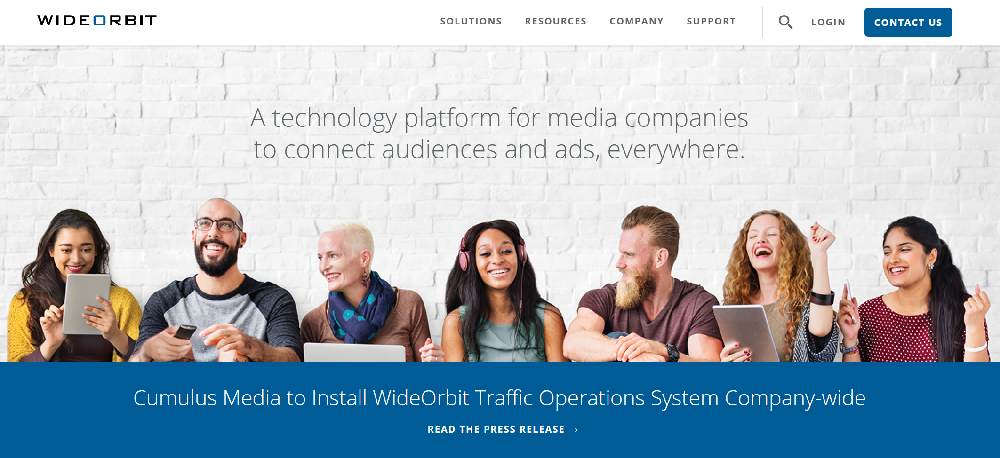 WIDEORBIT
SOLUTIONS RESOURCES COMPANY SUPPORT LOGIN CONTACT US
A technology platform for media companies
to connect audiences and ads, everywhere.
Cumulus Media to Install WideOrbit Traffic Operations System Company-wide
READ THE PRESS RELEASE →